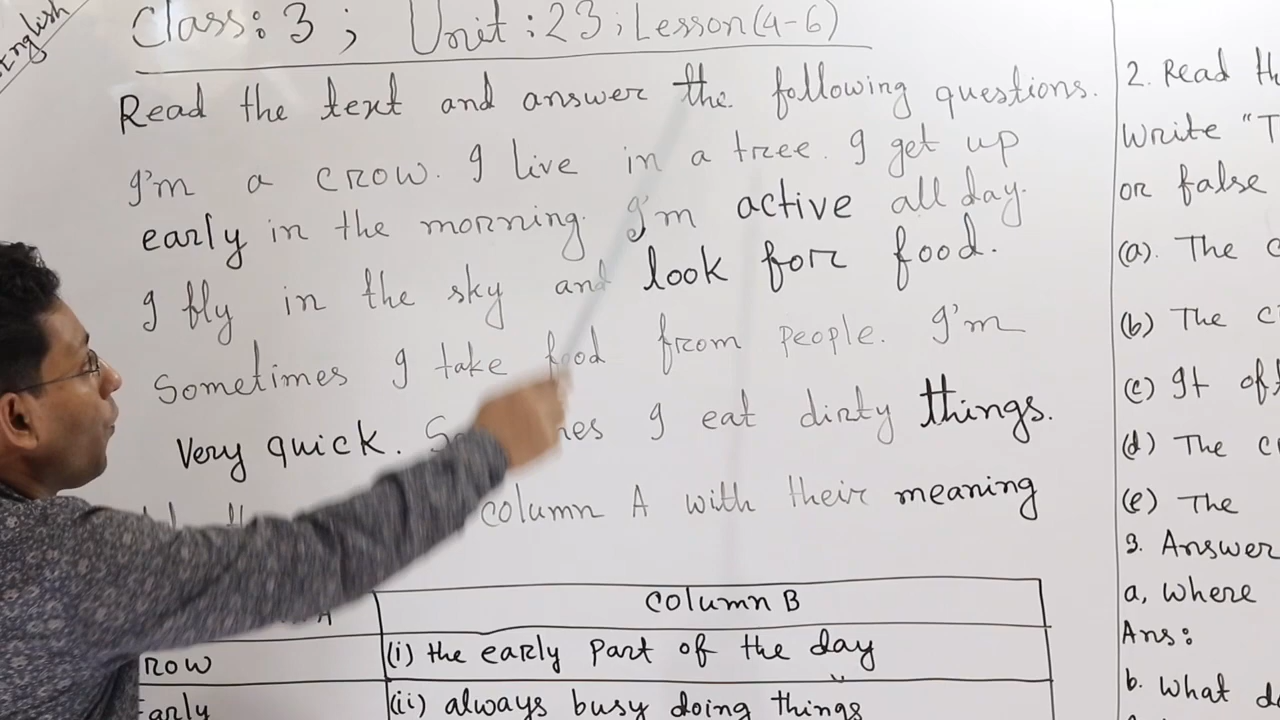 English
Class: 3 ; Unit : 23 ; Lesson (4-6)
Read the text and answer the following questions.
I'm a crow. I live in a tree. I get up
early in the morning. I'm active all day.
I fly in the sky and look for food.
Sometimes I take food from people. I'm
very quick. I eat dirty things.
column A with their meaning
A column B
row (i) the early part of the day
arly (ii) always busy doing things
2. Read th
Write "T
or false
(a). The c
(b) The c
(c) It of
(d) The c
(e) The
3. Answer
a, where
Ans:
b. what d